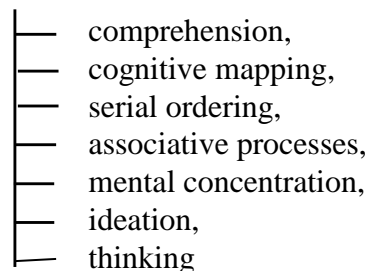 comprehension,
cognitive mapping,
serial ordering,
associative processes,
mental concentration,
ideation,
thinking